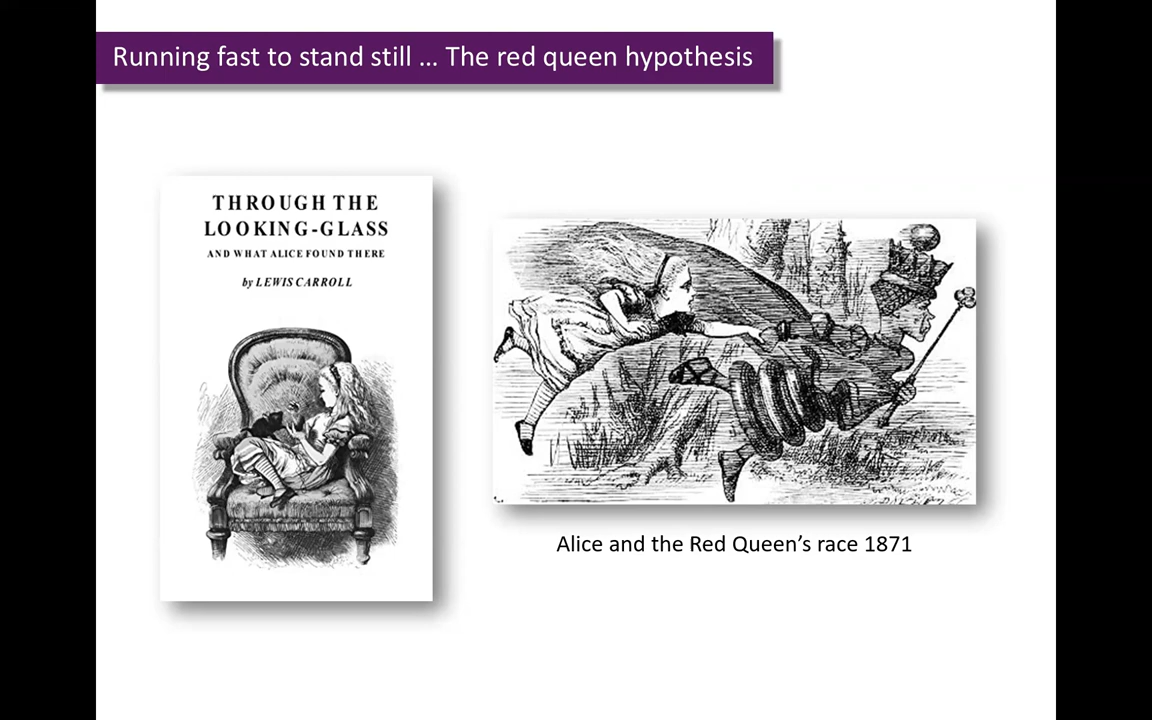 Running fast to stand still … The red queen hypothesis
THROUGH THE
LOOKING-GLASS
AND WHAT ALICE FOUND THERE
by LEWIS CARROLL
Alice and the Red Queen’s race 1871